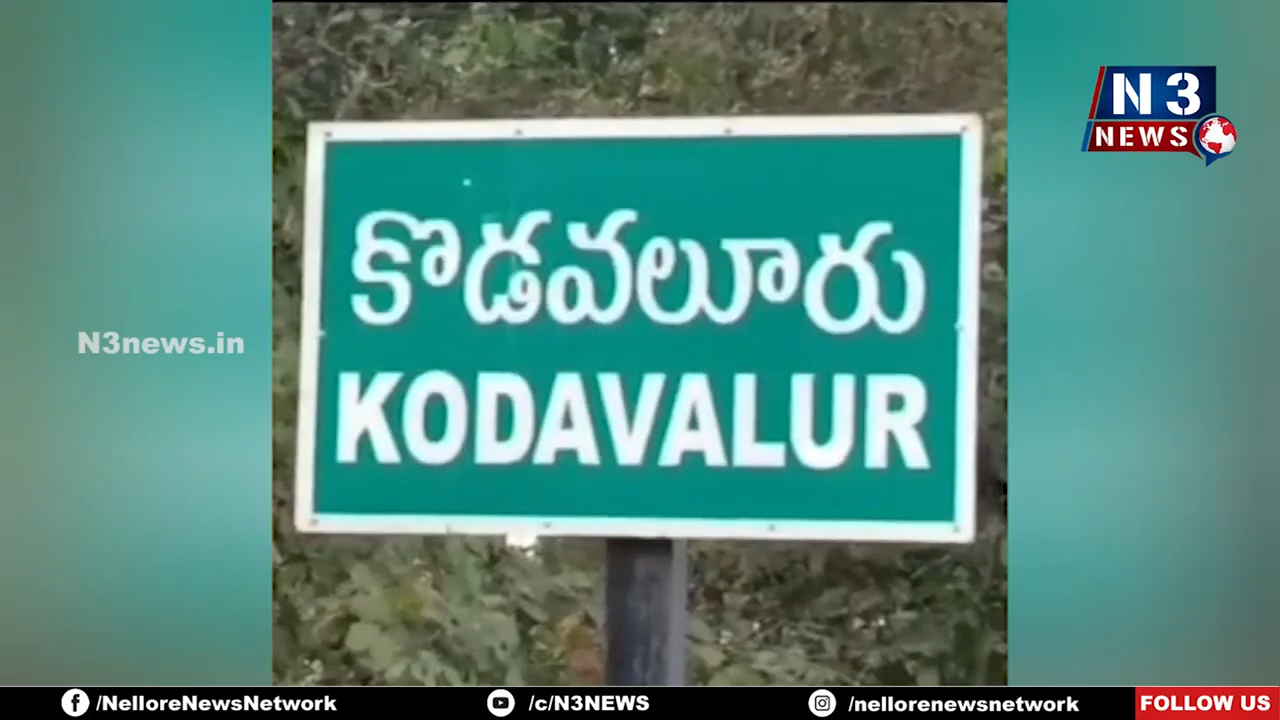 N3
NEWS
కొడవలూరు
N3news.in
KODAVALUR
/NelloreNewsNetwork
/c/N3NEWS
/nellorenewsnetwork
FOLLOW US